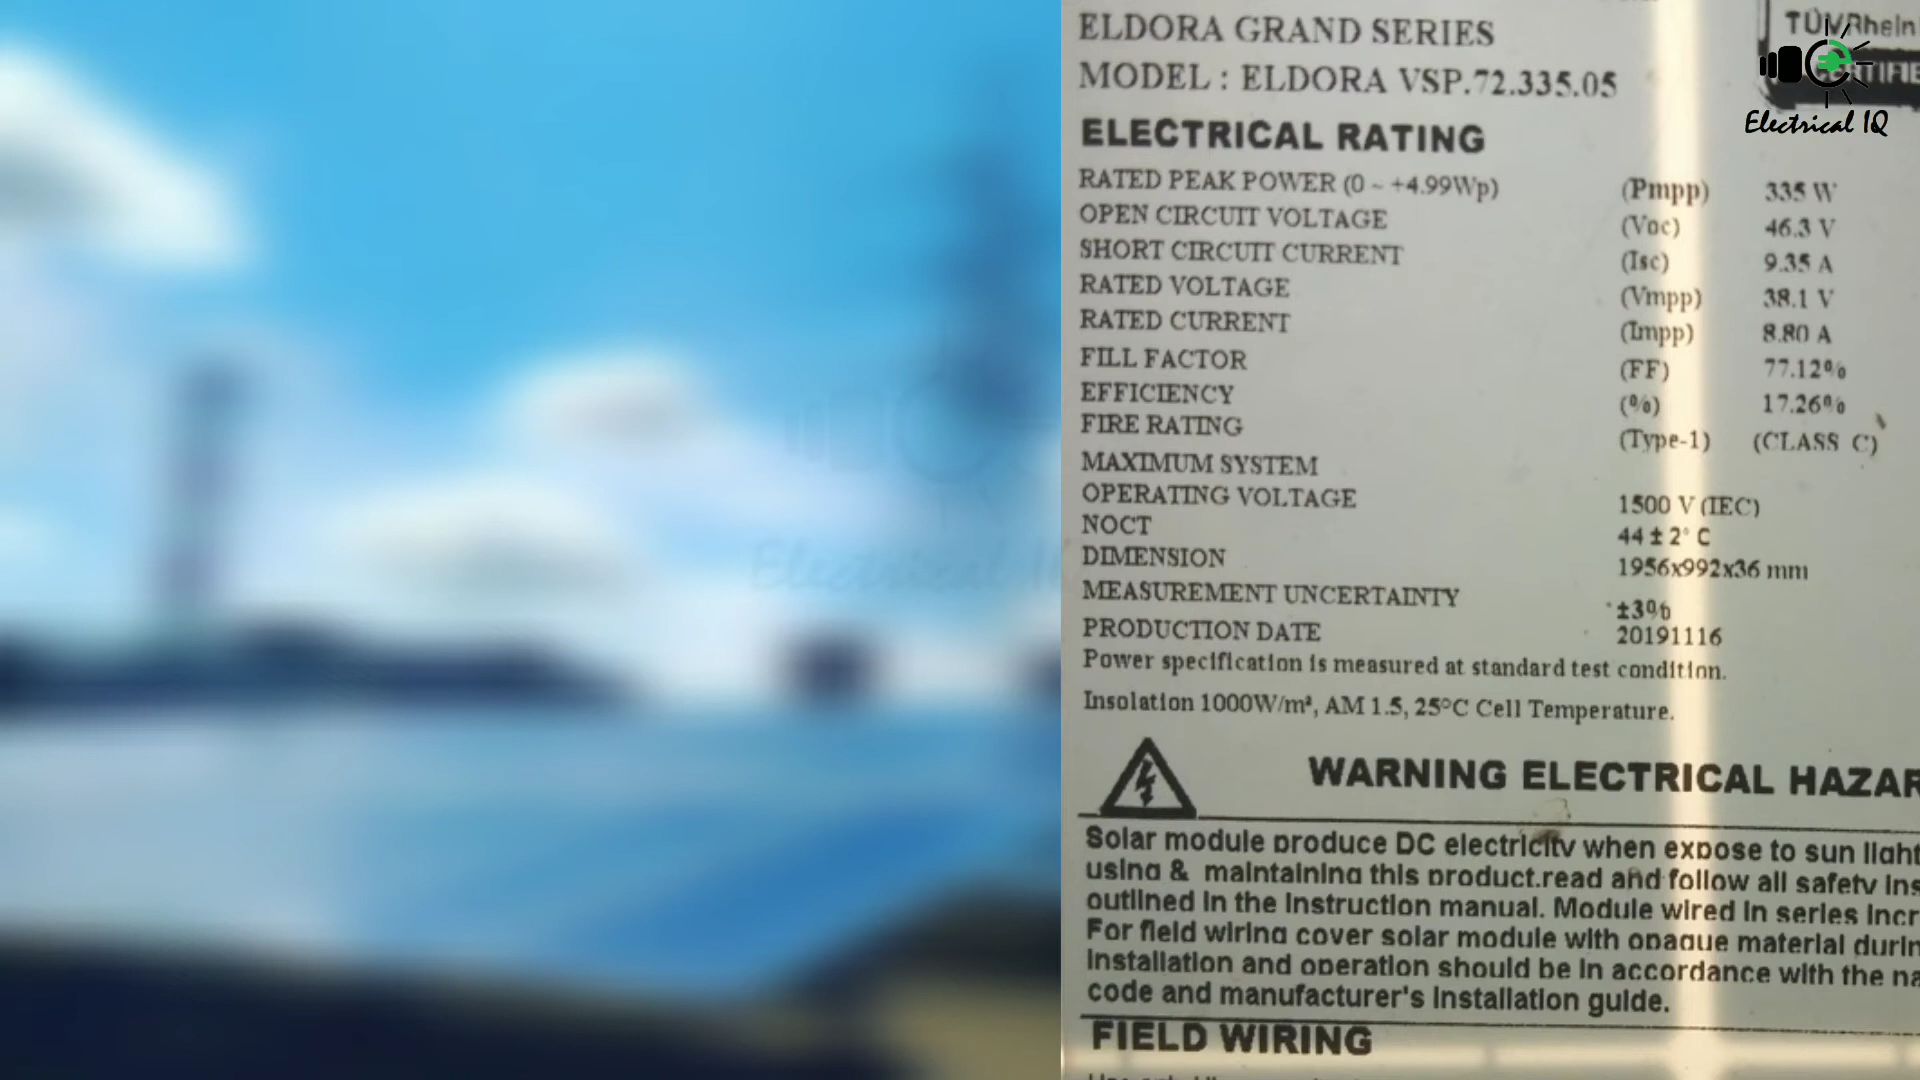 ELDORA GRAND SERIES
MODEL : ELDORA VSP.72.335.05
TÜVRhein
CERTIFIE
Electrical IQ
ELECTRICAL RATING
RATED PEAK POWER (0 ~ +4.99Wp) (Pmpp) 335 W
OPEN CIRCUIT VOLTAGE (Voc) 46.3 V
SHORT CIRCUIT CURRENT (Isc) 9.35 A
RATED VOLTAGE (Vmpp) 38.1 V
RATED CURRENT (Impp) 8.80 A
FILL FACTOR (FF) 77.12%
EFFICIENCY (%) 17.26%
FIRE RATING (Type-1) (CLASS C)
MAXIMUM SYSTEM
OPERATING VOLTAGE 1500 V (IEC)
NOCT 44 ± 2° C
DIMENSION 1956x992x36 mm
MEASUREMENT UNCERTAINTY ±3%
PRODUCTION DATE 20191116
Power specification is measured at standard test condition.
Insolation 1000W/m², AM 1.5, 25°C Cell Temperature.
WARNING ELECTRICAL HAZAR
Solar module produce DC electricity when expose to sun light
using & maintaining this product,read and follow all safety ins
outlined in the instruction manual. Module wired in series incr
For field wiring cover solar module with opaque material durin
installation and operation should be in accordance with the na
code and manufacturer's installation guide.
FIELD WIRING